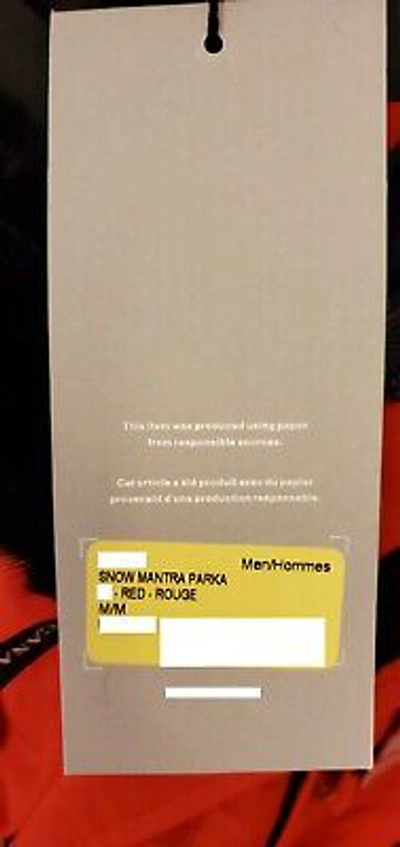 This item was produced using paper
from responsible sources.
Cet article a été produit avec du papier
provenant d'une production responsable.
Men/Hommes
SNOW MANTRA PARKA
- RED - ROUGE
M/M